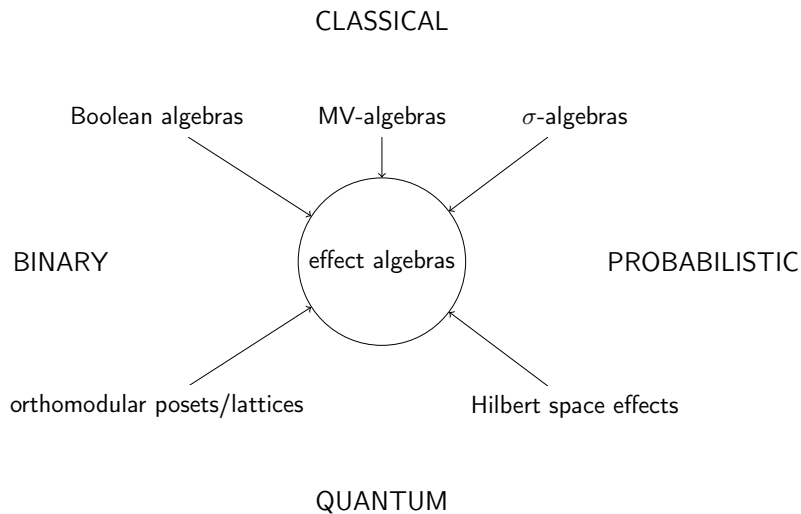 CLASSICAL
Boolean algebras
MV-algebras
σ-algebras
BINARY
effect algebras
PROBABILISTIC
orthomodular posets/lattices
Hilbert space effects
QUANTUM